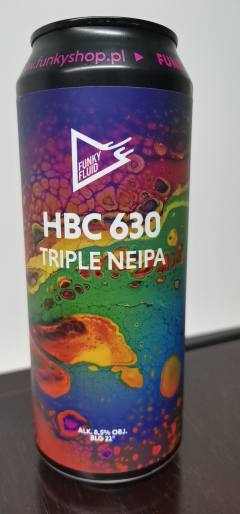 w.funkyshop.pl
FUN
FUNKY
FLUID
HBC 630
TRIPLE NEIPA
ALK. 8,5% OBJ.
BLG 22°